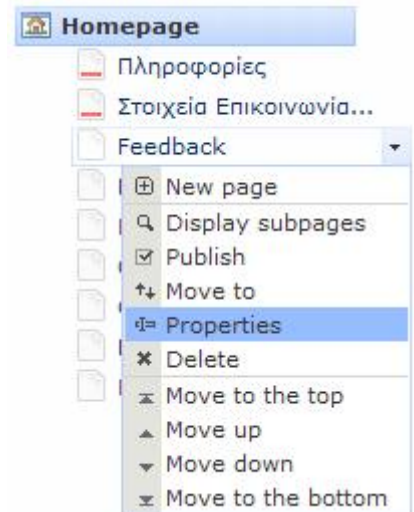 Homepage
Πληροφορίες
Στοιχεία Επικοινωνία...
Feedback
New page
Display subpages
Publish
Move to
Properties
Delete
Move to the top
Move up
Move down
Move to the bottom